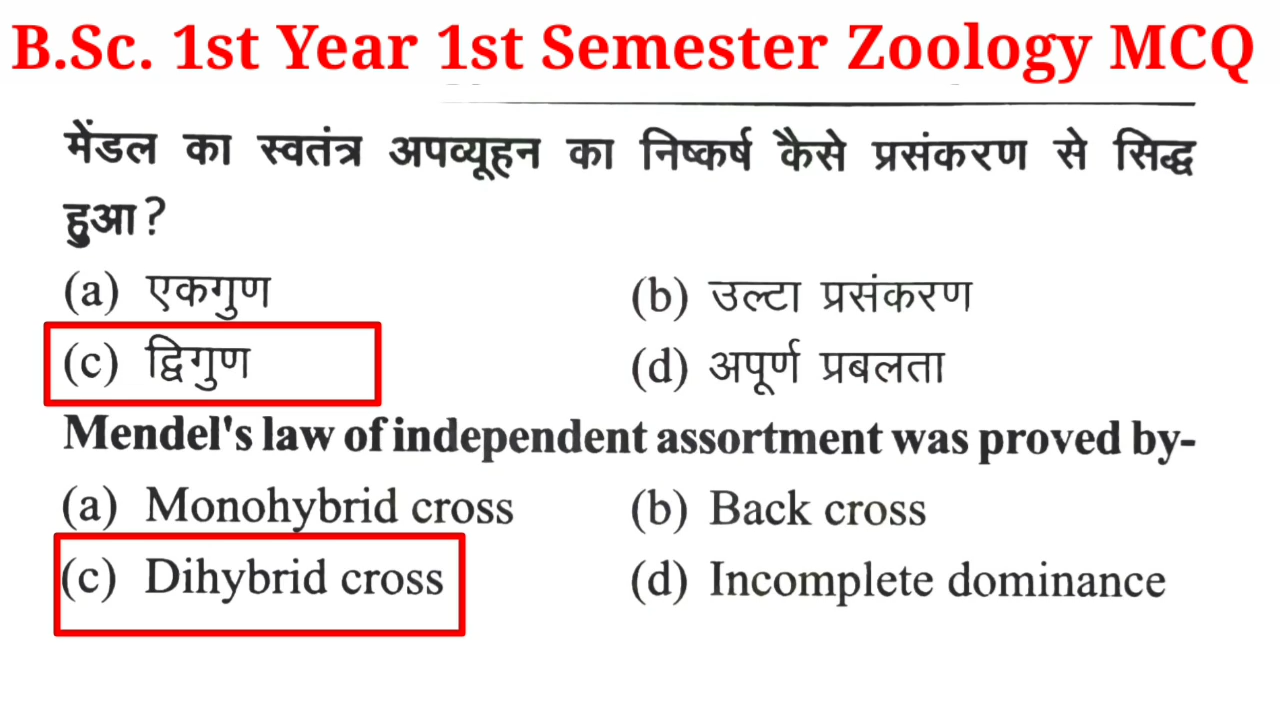 B.Sc. 1st Year 1st Semester Zoology MCQ
मेंडल का स्वतंत्र अपव्यूहन का निष्कर्ष कैसे प्रसंकरण से सिद्ध
हुआ?
(a) एकगुण (b) उल्टा प्रसंकरण
(c) द्विगुण (d) अपूर्ण प्रबलता
Mendel's law of independent assortment was proved by-
(a) Monohybrid cross (b) Back cross
(c) Dihybrid cross (d) Incomplete dominance